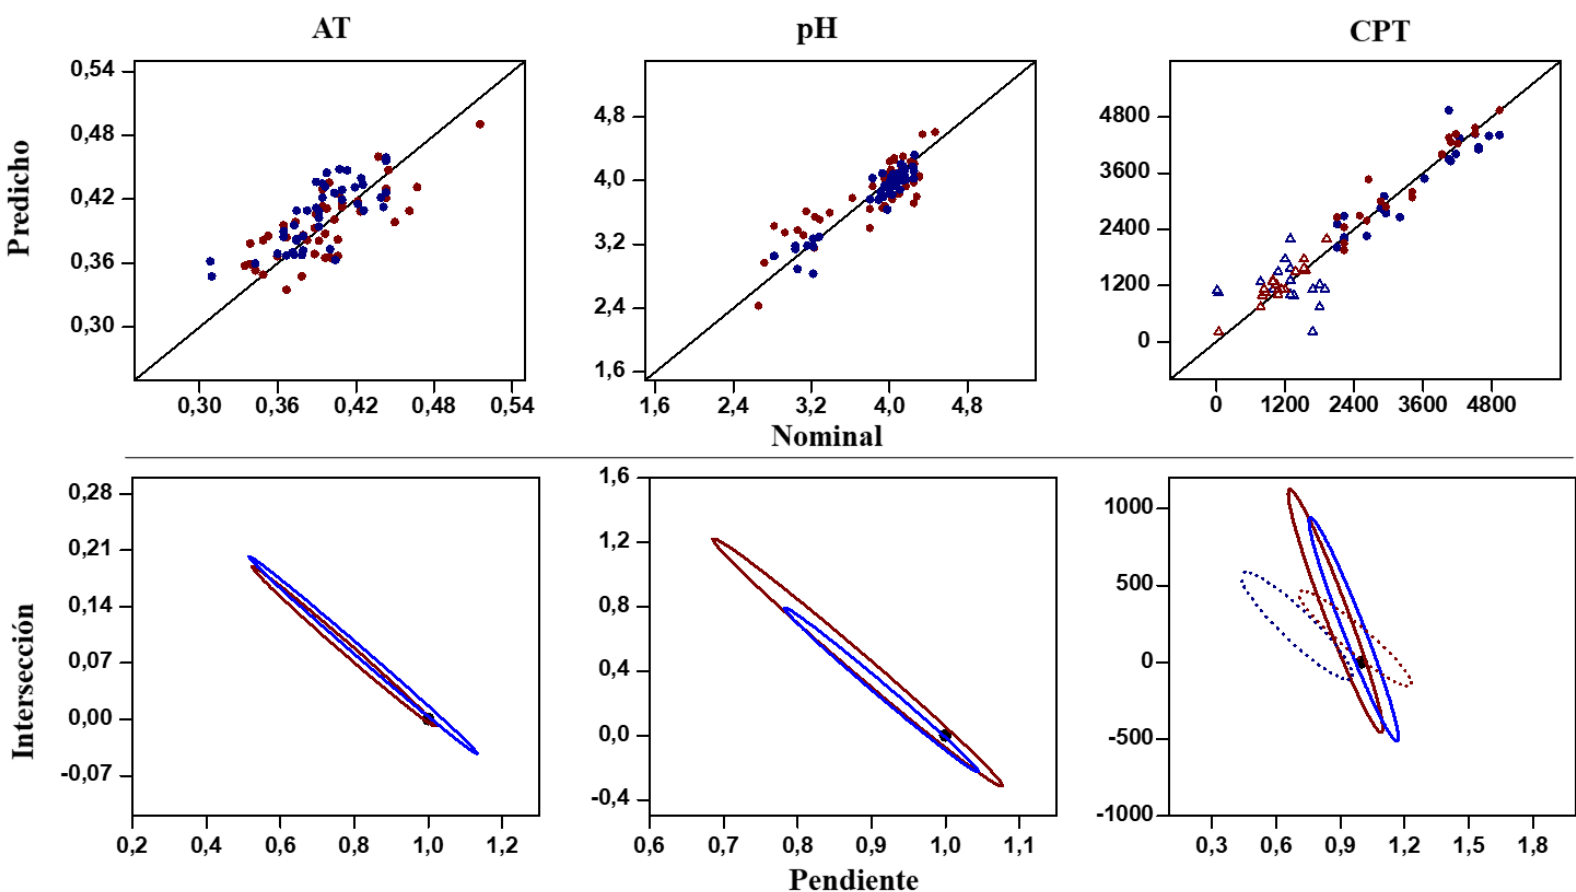 AT pH CPT
Predicho
0,54
0,48
0,42
0,36
0,30
0,30 0,36 0,42 0,48 0,54
4,8
4,0
3,2
2,4
1,6
1,6 2,4 3,2 4,0 4,8
4800
3600
2400
1200
0
0 1200 2400 3600 4800
Nominal
Intersección
0,28
0,21
0,14
0,07
0,00
-0,07
0,2 0,4 0,6 0,8 1,0 1,2
1,6
1,2
0,8
0,4
0,0
-0,4
0,6 0,7 0,8 0,9 1,0 1,1
1000
500
0
-500
-1000
0,3 0,6 0,9 1,2 1,5 1,8
Pendiente